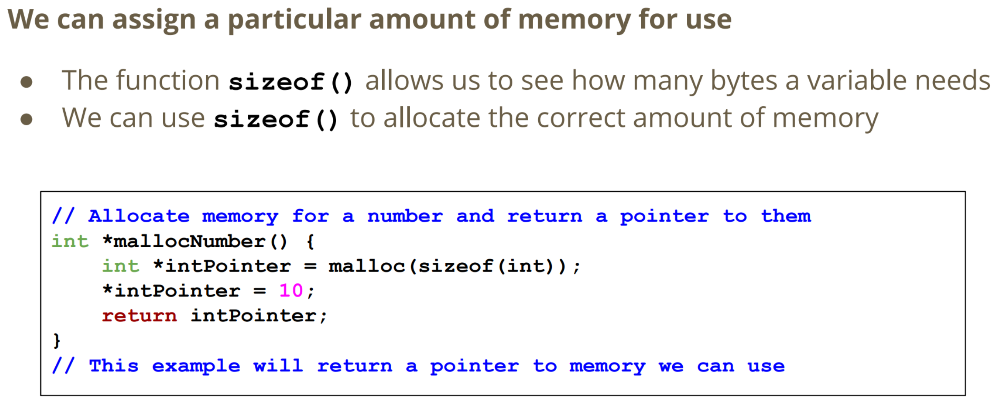 We can assign a particular amount of memory for use
● The function sizeof() allows us to see how many bytes a variable needs
● We can use sizeof() to allocate the correct amount of memory
// Allocate memory for a number and return a pointer to them
int *mallocNumber() {
    int *intPointer = malloc(sizeof(int));
    *intPointer = 10;
    return intPointer;
}
// This example will return a pointer to memory we can use